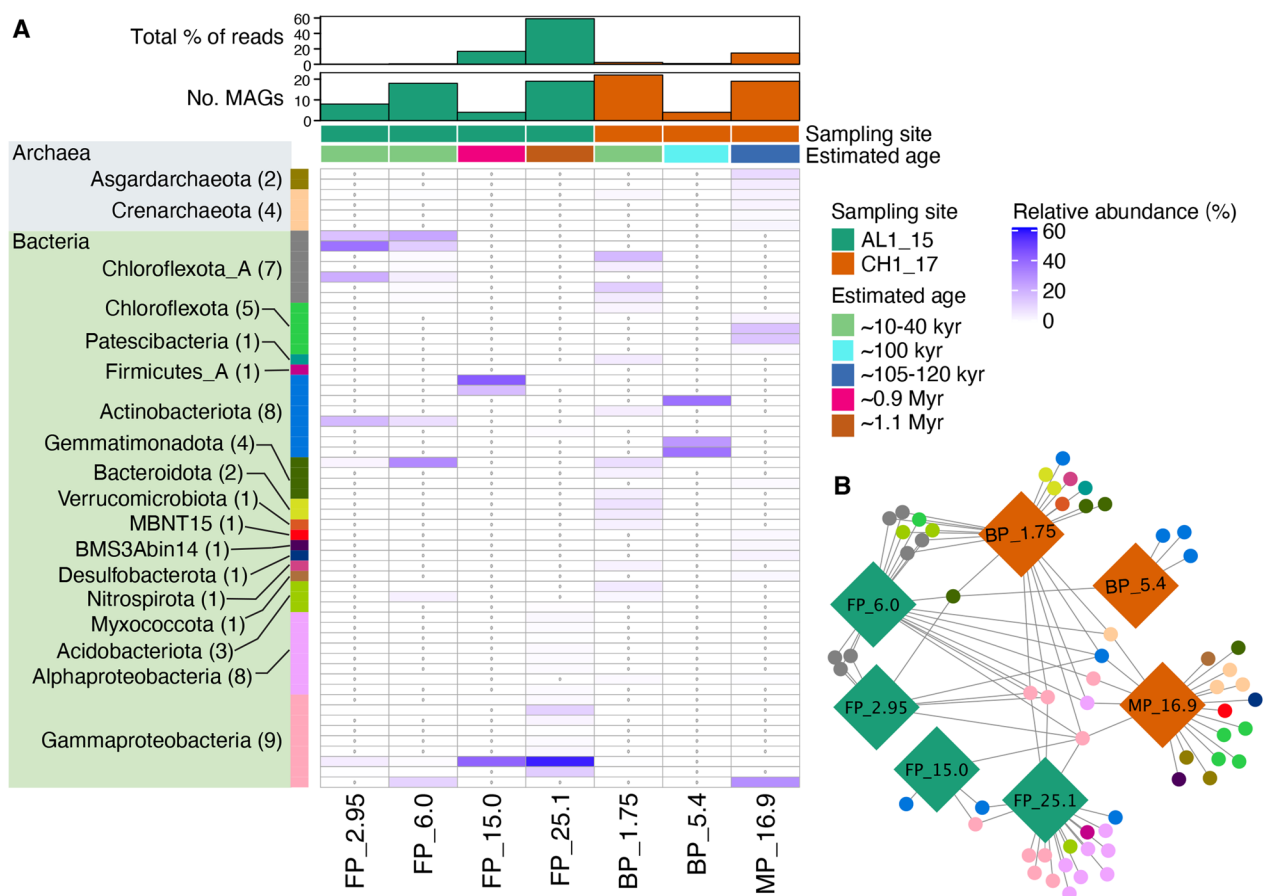 A
Total % of reads
60
40
20
0
No. MAGs
20
10
0
Sampling site
Estimated age
Archaea
Asgardarchaeota (2)
Crenarchaeota (4)
Bacteria
Chloroflexota_A (7)
Chloroflexota (5)
Patescibacteria (1)
Firmicutes_A (1)
Actinobacteriota (8)
Gemmatimonadota (4)
Bacteroidota (2)
Verrucomicrobiota (1)
MBNT15 (1)
BMS3Abin14 (1)
Desulfobacterota (1)
Nitrospirota (1)
Myxococcota (1)
Acidobacteriota (3)
Alphaproteobacteria (8)
Gammaproteobacteria (9)
FP_2.95
FP_6.0
FP_15.0
FP_25.1
BP_1.75
BP_5.4
MP_16.9
Sampling site
AL1_15
CH1_17
Estimated age
~10-40 kyr
~100 kyr
~105-120 kyr
~0.9 Myr
~1.1 Myr
Relative abundance (%)
60
40
20
0
B
BP_1.75
BP_5.4
FP_6.0
FP_2.95
MP_16.9
FP_15.0
FP_25.1